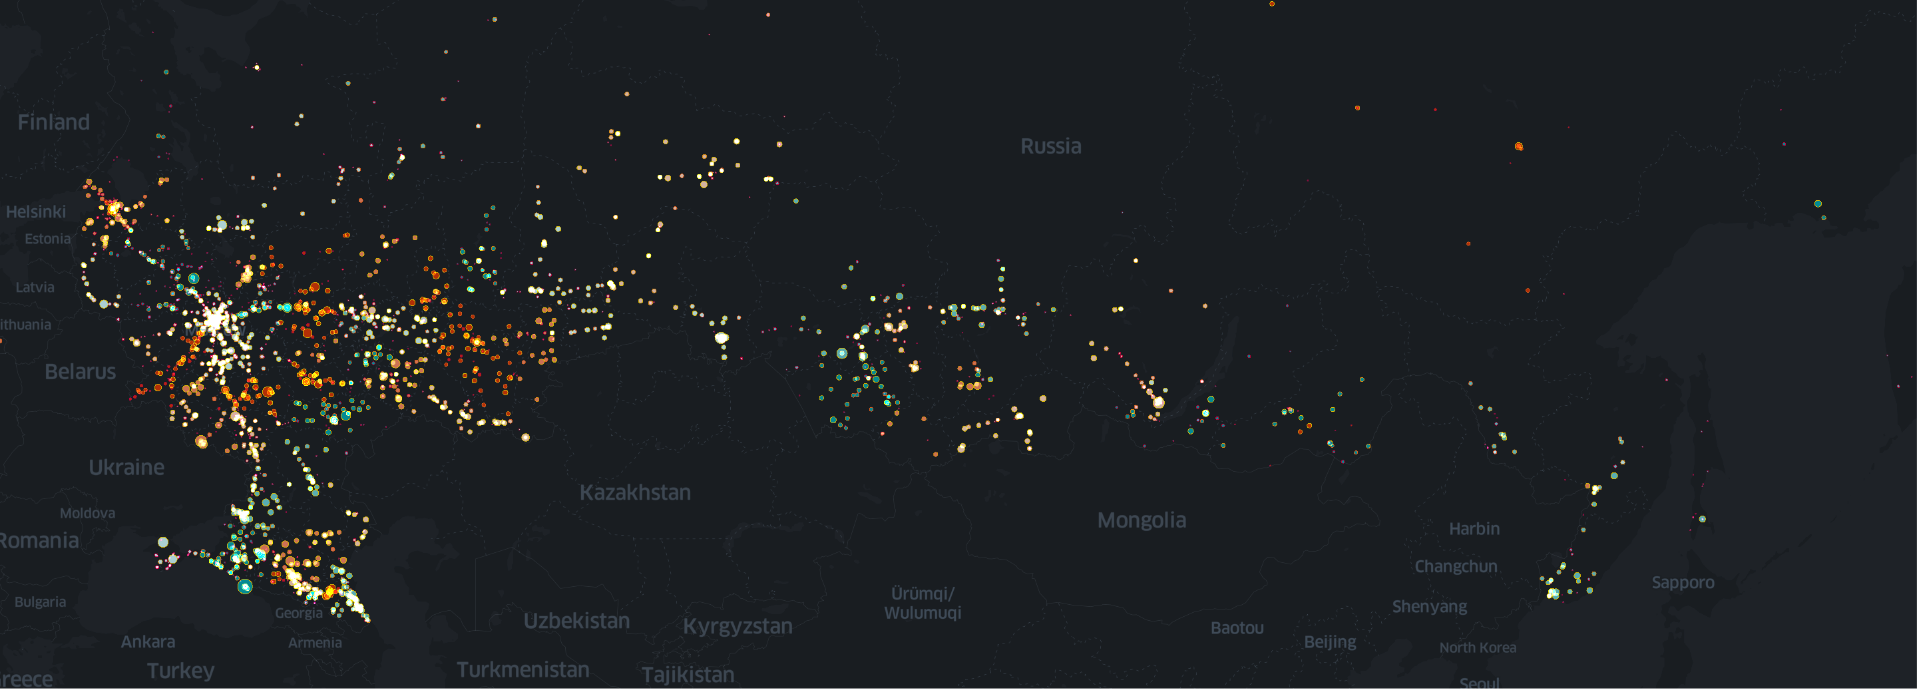 Finland
Russia
Helsinki
Estonia
Latvia
ithuania
Belarus
Ukraine
Kazakhstan
Moldova
Mongolia
Harbin
Romania
Changchun
Sapporo
Ürümqi/
Wulumuqi
Bulgaria
Georgia
Shenyang
Uzbekistan
Kyrgyzstan
Baotou
Ankara
Armenia
Beijing
North Korea
Turkey
Turkmenistan
Tajikistan
reece
Seoul